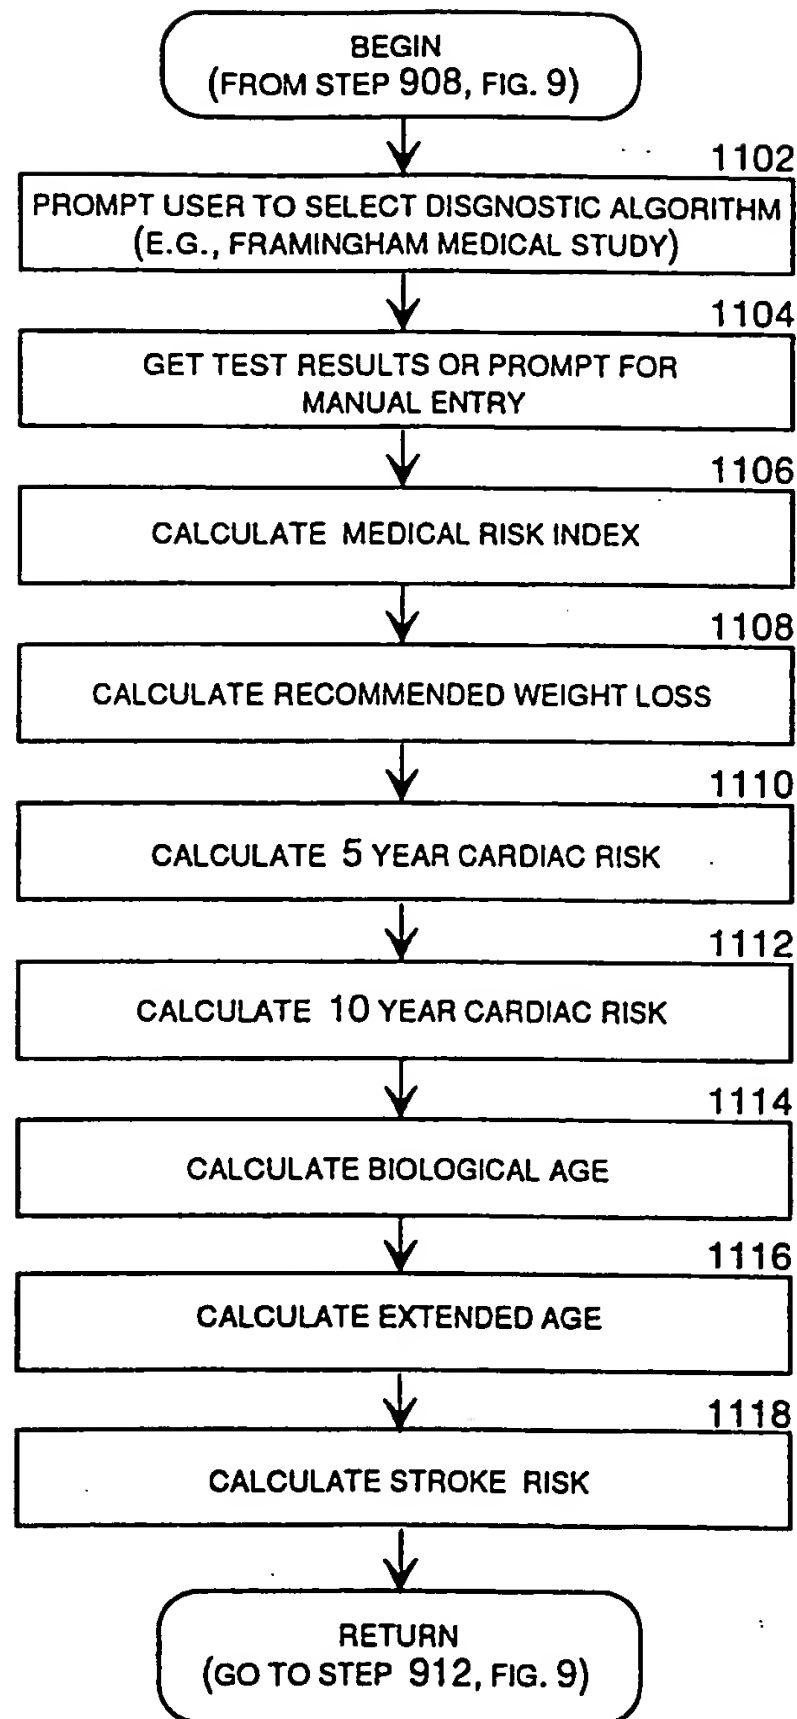 BEGIN
(FROM STEP 908, FIG. 9)
1102
PROMPT USER TO SELECT DISGNOSTIC ALGORITHM
(E.G., FRAMINGHAM MEDICAL STUDY)
1104
GET TEST RESULTS OR PROMPT FOR
MANUAL ENTRY
1106
CALCULATE MEDICAL RISK INDEX
1108
CALCULATE RECOMMENDED WEIGHT LOSS
1110
CALCULATE 5 YEAR CARDIAC RISK
1112
CALCULATE 10 YEAR CARDIAC RISK
1114
CALCULATE BIOLOGICAL AGE
1116
CALCULATE EXTENDED AGE
1118
CALCULATE STROKE RISK
RETURN
(GO TO STEP 912, FIG. 9)